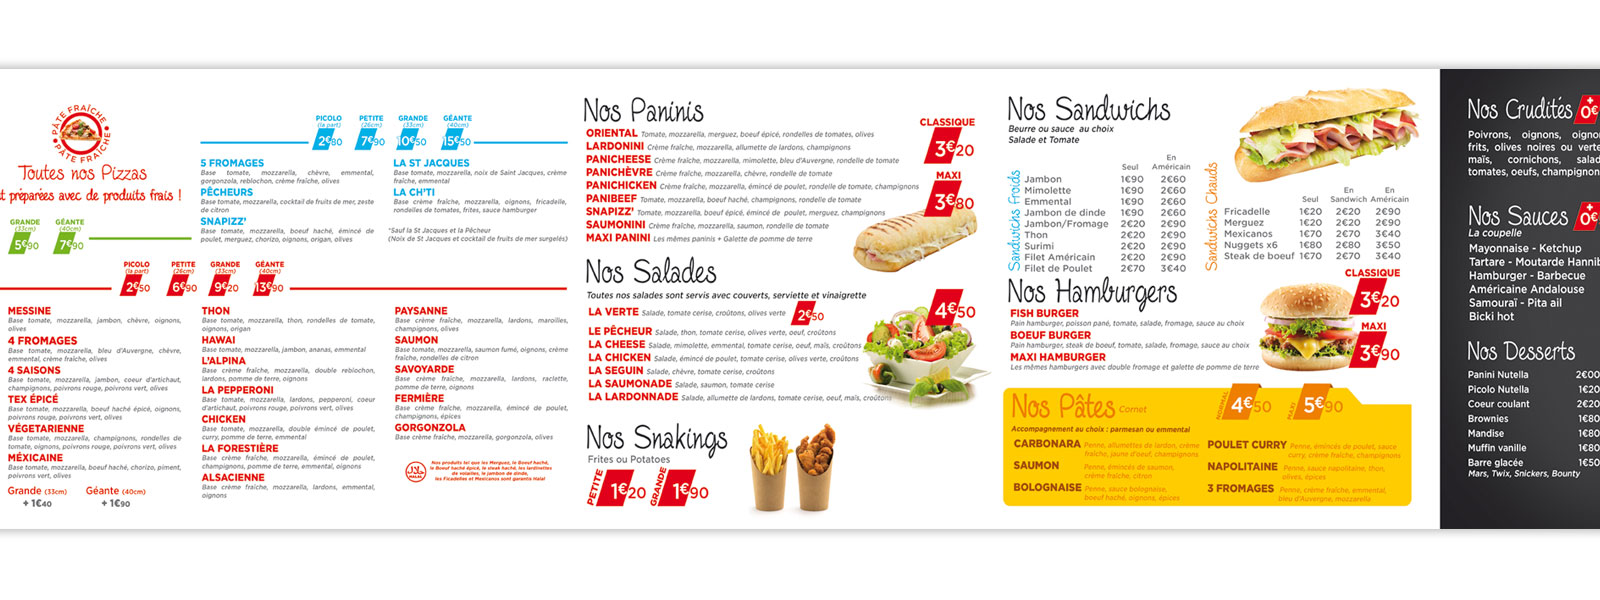 PÂTE FRAÎCHE
PÂTE FRAÎCHE
Toutes nos Pizzas
t préparées avec de produits frais !
GRANDE
(33cm)
5€90
GÉANTE
(40cm)
7€90
PICOLO
(la part)
2€80
PETITE
(26cm)
7€90
GRANDE
(33cm)
10€50
GÉANTE
(40cm)
15€50
5 FROMAGES
Base tomate, mozzarella, chèvre, emmental,
gorgonzola, reblochon, crème fraîche, olives
PÊCHEURS
Base tomate, mozzarella, cocktail de fruits de mer, zeste
de citron
SNAPIZZ'
Base tomate, mozzarella, boeuf haché, émincé de
poulet, merguez, chorizo, oignons, origan, olives
LA ST JACQUES
Base tomate, mozzarella, noix de Saint Jacques, crème
fraîche, emmental
LA CH'TI
Base crème fraîche, mozzarella, oignons, fricadelle,
rondelles de tomates, frites, sauce hamburger
*Sauf la St Jacques et la Pêcheur
(Noix de St Jacques et cocktail de fruits de mer surgelés)
PICOLO
(la part)
2€50
PETITE
(26cm)
6€90
GRANDE
(33cm)
9€20
GÉANTE
(40cm)
13€90
MESSINE
Base tomate, mozzarella, jambon, chèvre, oignons,
olives
4 FROMAGES
Base tomate, mozzarella, bleu d'Auvergne, chèvre,
emmental, crème fraîche, olives
4 SAISONS
Base tomate, mozzarella, jambon, coeur d'artichaut,
champignons, poivrons rouge, poivrons vert, olives
TEX ÉPICÉ
Base tomate, mozzarella, boeuf haché épicé, oignons,
poivrons rouge, poivrons vert, olives
VÉGETARIENNE
Base tomate, mozzarella, champignons, rondelles de
tomates, oignons, poivrons rouge, poivrons vert, olives
MÉXICAINE
Base tomate, mozzarella, boeuf haché, chorizo, piment,
poivrons vert, olives
Grande (33cm)
+ 1€40
Géante (40cm)
+ 1€90
THON
Base tomate, mozzarella, thon, rondelles de tomate,
oignons, origan
HAWAI
Base tomate, mozzarella, jambon, ananas, emmental
L'ALPINA
Base crème fraîche, mozzarella, double reblochon,
lardons, pomme de terre, oignons
LA PEPPERONI
Base tomate, mozzarella, lardons, pepperoni, coeur
d'artichaut, poivrons rouge, poivrons vert, olives
CHICKEN
Base tomate, mozzarella, double émincé de poulet,
curry, pomme de terre, emmental
LA FORESTIÈRE
Base crème fraîche, mozzarella, émincé de poulet,
champignons, pomme de terre, emmental, oignons
ALSACIENNE
Base crème fraîche, mozzarella, lardons, emmental,
oignons
PAYSANNE
Base crème fraîche, mozzarella, lardons, maroilles,
champignons, olives
SAUMON
Base tomate, mozzarella, saumon fumé, oignons, crème
fraîche, rondelles de citron
SAVOYARDE
Base crème fraîche, mozzarella, lardons, raclette,
pomme de terre, oignons
FERMIÈRE
Base crème fraîche, mozzarella, émincé de poulet,
champignons, épices
GORGONZOLA
Base crème fraîche, mozzarella, gorgonzola, olives
HALAL
Nos produits tel que les Merguez, le Boeuf haché,
le Boeuf haché épicé, le steak haché, les lardinettes
de volailles, le jambon de dinde,
les Ficadelles et Mexicanos sont garantis Halal
Nos Paninis
CLASSIQUE
3€20
MAXI
3€80
ORIENTAL Tomate, mozzarella, merguez, boeuf épicé, rondelles de tomates, olives
LARDONINI Crème fraîche, mozzarella, allumette de lardons, champignons
PANICHEESE Crème fraîche, mozzarella, mimolette, bleu d'Auvergne, rondelle de tomate
PANICHÈVRE Crème fraîche, mozzarella, chèvre, rondelle de tomate
PANICHICKEN Crème fraîche, mozzarella, émincé de poulet, rondelle de tomate, champignons
PANIBEEF Tomate, mozzarella, boeuf haché, champignons, rondelle de tomate
SNAPIZZ' Tomate, mozzarella, boeuf épicé, émincé de poulet, merguez, champignons
SAUMONINI Crème fraîche, mozzarella, saumon, rondelle de tomate
MAXI PANINI Les mêmes paninis + Galette de pomme de terre
Nos Salades
Toutes nos salades sont servis avec couverts, serviette et vinaigrette
LA VERTE Salade, tomate cerise, croûtons, olives verte 2€50
4€50
LE PÊCHEUR Salade, thon, tomate cerise, olives verte, oeuf, croûtons
LA CHEESE Salade, mimolette, emmental, tomate cerise, oeuf, maïs, croûtons
LA CHICKEN Salade, émincé de poulet, tomate cerise, olives verte, croûtons
LA SEGUIN Salade, chèvre, tomate cerise, croûtons
LA SAUMONADE Salade, saumon, tomate cerise
LA LARDONNADE Salade, allumette de lardons, tomate cerise, oeuf, maïs, croûtons
Nos Snakings
Frites ou Potatoes
PETITE 1€20
GRANDE 1€90
Nos Sandwichs
Beurre ou sauce au choix
Salade et Tomate
Sandwichs Froids
Seul
En
Américain
Jambon 1€90 2€60
Mimolette 1€90 2€60
Emmental 1€90 2€60
Jambon de dinde 1€90 2€60
Jambon/Fromage 2€20 2€90
Thon 2€20 2€90
Surimi 2€20 2€90
Filet Américain 2€20 2€90
Filet de Poulet 2€70 3€40
Sandwichs Chauds
Seul
En
Sandwich
En
Américain
Fricadelle 1€20 2€20 2€90
Merguez 1€20 2€20 2€90
Mexicanos 1€70 2€70 3€40
Nuggets x6 1€80 2€80 3€50
Steak de boeuf 1€70 2€70 3€40
Nos Hamburgers
CLASSIQUE
3€20
MAXI
3€90
FISH BURGER
Pain hamburger, poisson pané, tomate, salade, fromage, sauce au choix
BOEUF BURGER
Pain hamburger, steak de boeuf, tomate, salade, fromage, sauce au choix
MAXI HAMBURGER
Les mêmes hamburgers avec double fromage et galette de pomme de terre
Nos Pâtes Cornet
NORMAL 4€50
MAXI 5€90
Accompagnement au choix : parmesan ou emmental
CARBONARA Penne, allumettes de lardon, crème
fraîche, jaune d'oeuf, champignons
SAUMON Penne, émincés de saumon,
crème fraîche, citron
BOLOGNAISE Penne, sauce bolognaise,
boeuf haché, oignons, épices
POULET CURRY Penne, émincés de poulet, sauce
curry, crème fraîche, champignons
NAPOLITAINE Penne, sauce napolitaine, thon,
olives, épices
3 FROMAGES Penne, crème fraîche, emmental,
bleu d'Auvergne, mozzarella
Nos Crudités + 0€
Poivrons, oignons, oigno
frits, olives noires ou verte
maïs, cornichons, salad
tomates, oeufs, champignon
Nos Sauces + 0€
La coupelle
Mayonnaise - Ketchup
Tartare - Moutarde Hannib
Hamburger - Barbecue
Américaine Andalouse
Samouraï - Pita ail
Bicki hot
Nos Desserts
Panini Nutella 2€00
Picolo Nutella 1€20
Coeur coulant 2€20
Brownies 1€80
Mandise 1€80
Muffin vanille 1€80
Barre glacée 1€50
Mars, Twix, Snickers, Bounty